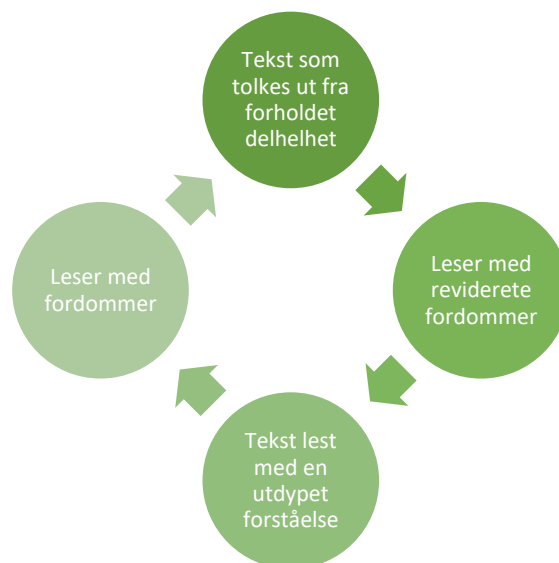 Tekst som
tolkes ut fra
forholdet
delhelhet
Leser med
reviderete
fordommer
Tekst lest
med en
utdypet
forståelse
Leser med
fordommer